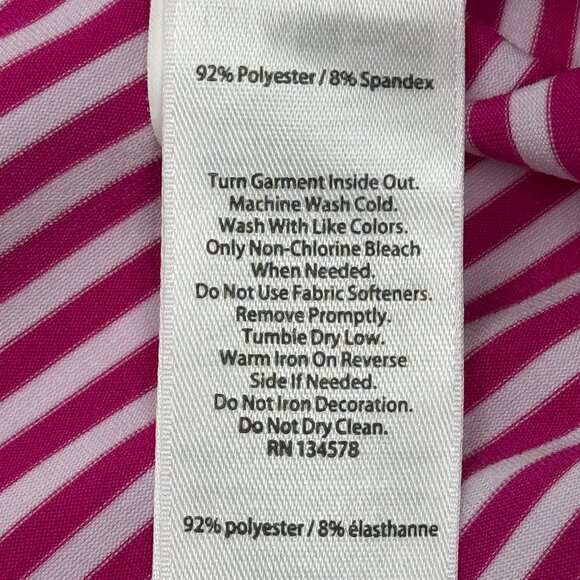 92% Polyester / 8% Spandex
Turn Garment Inside Out.
Machine Wash Cold.
Wash With Like Colors.
Only Non-Chlorine Bleach
When Needed.
Do Not Use Fabric Softeners.
Remove Promptly.
Tumble Dry Low.
Warm Iron On Reverse
Side If Needed.
Do Not Iron Decoration.
Do Not Dry Clean.
RN 134578
92% polyester / 8% élasthanne